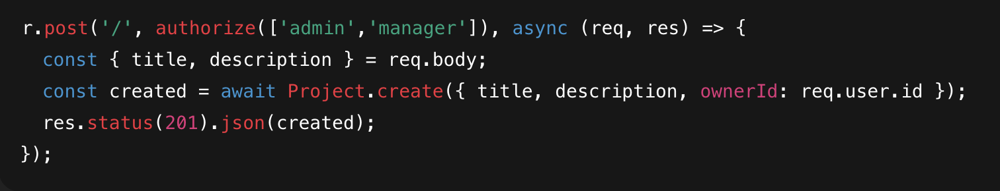 r.post('/', authorize(['admin','manager']), async (req, res) => {
  const { title, description } = req.body;
  const created = await Project.create({ title, description, ownerId: req.user.id });
  res.status(201).json(created);
});